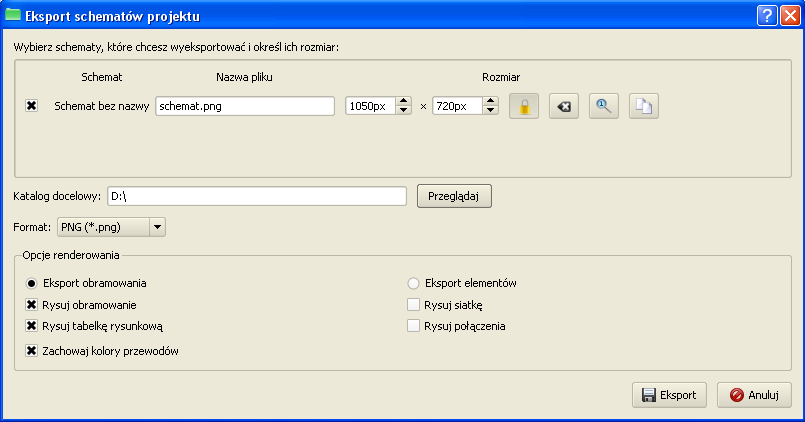 Eksport schematów projektu
Wybierz schematy, które chcesz wyeksportować i określ ich rozmiar:
Schemat Nazwa pliku Rozmiar
Schemat bez nazwy schemat.png 1050px × 720px
Katalog docelowy: D:\ Przeglądaj
Format: PNG (*.png)
Opcje renderowania
Eksport obramowania Eksport elementów
Rysuj obramowanie Rysuj siatkę
Rysuj tabelkę rysunkową Rysuj połączenia
Zachowaj kolory przewodów
Eksport Anuluj